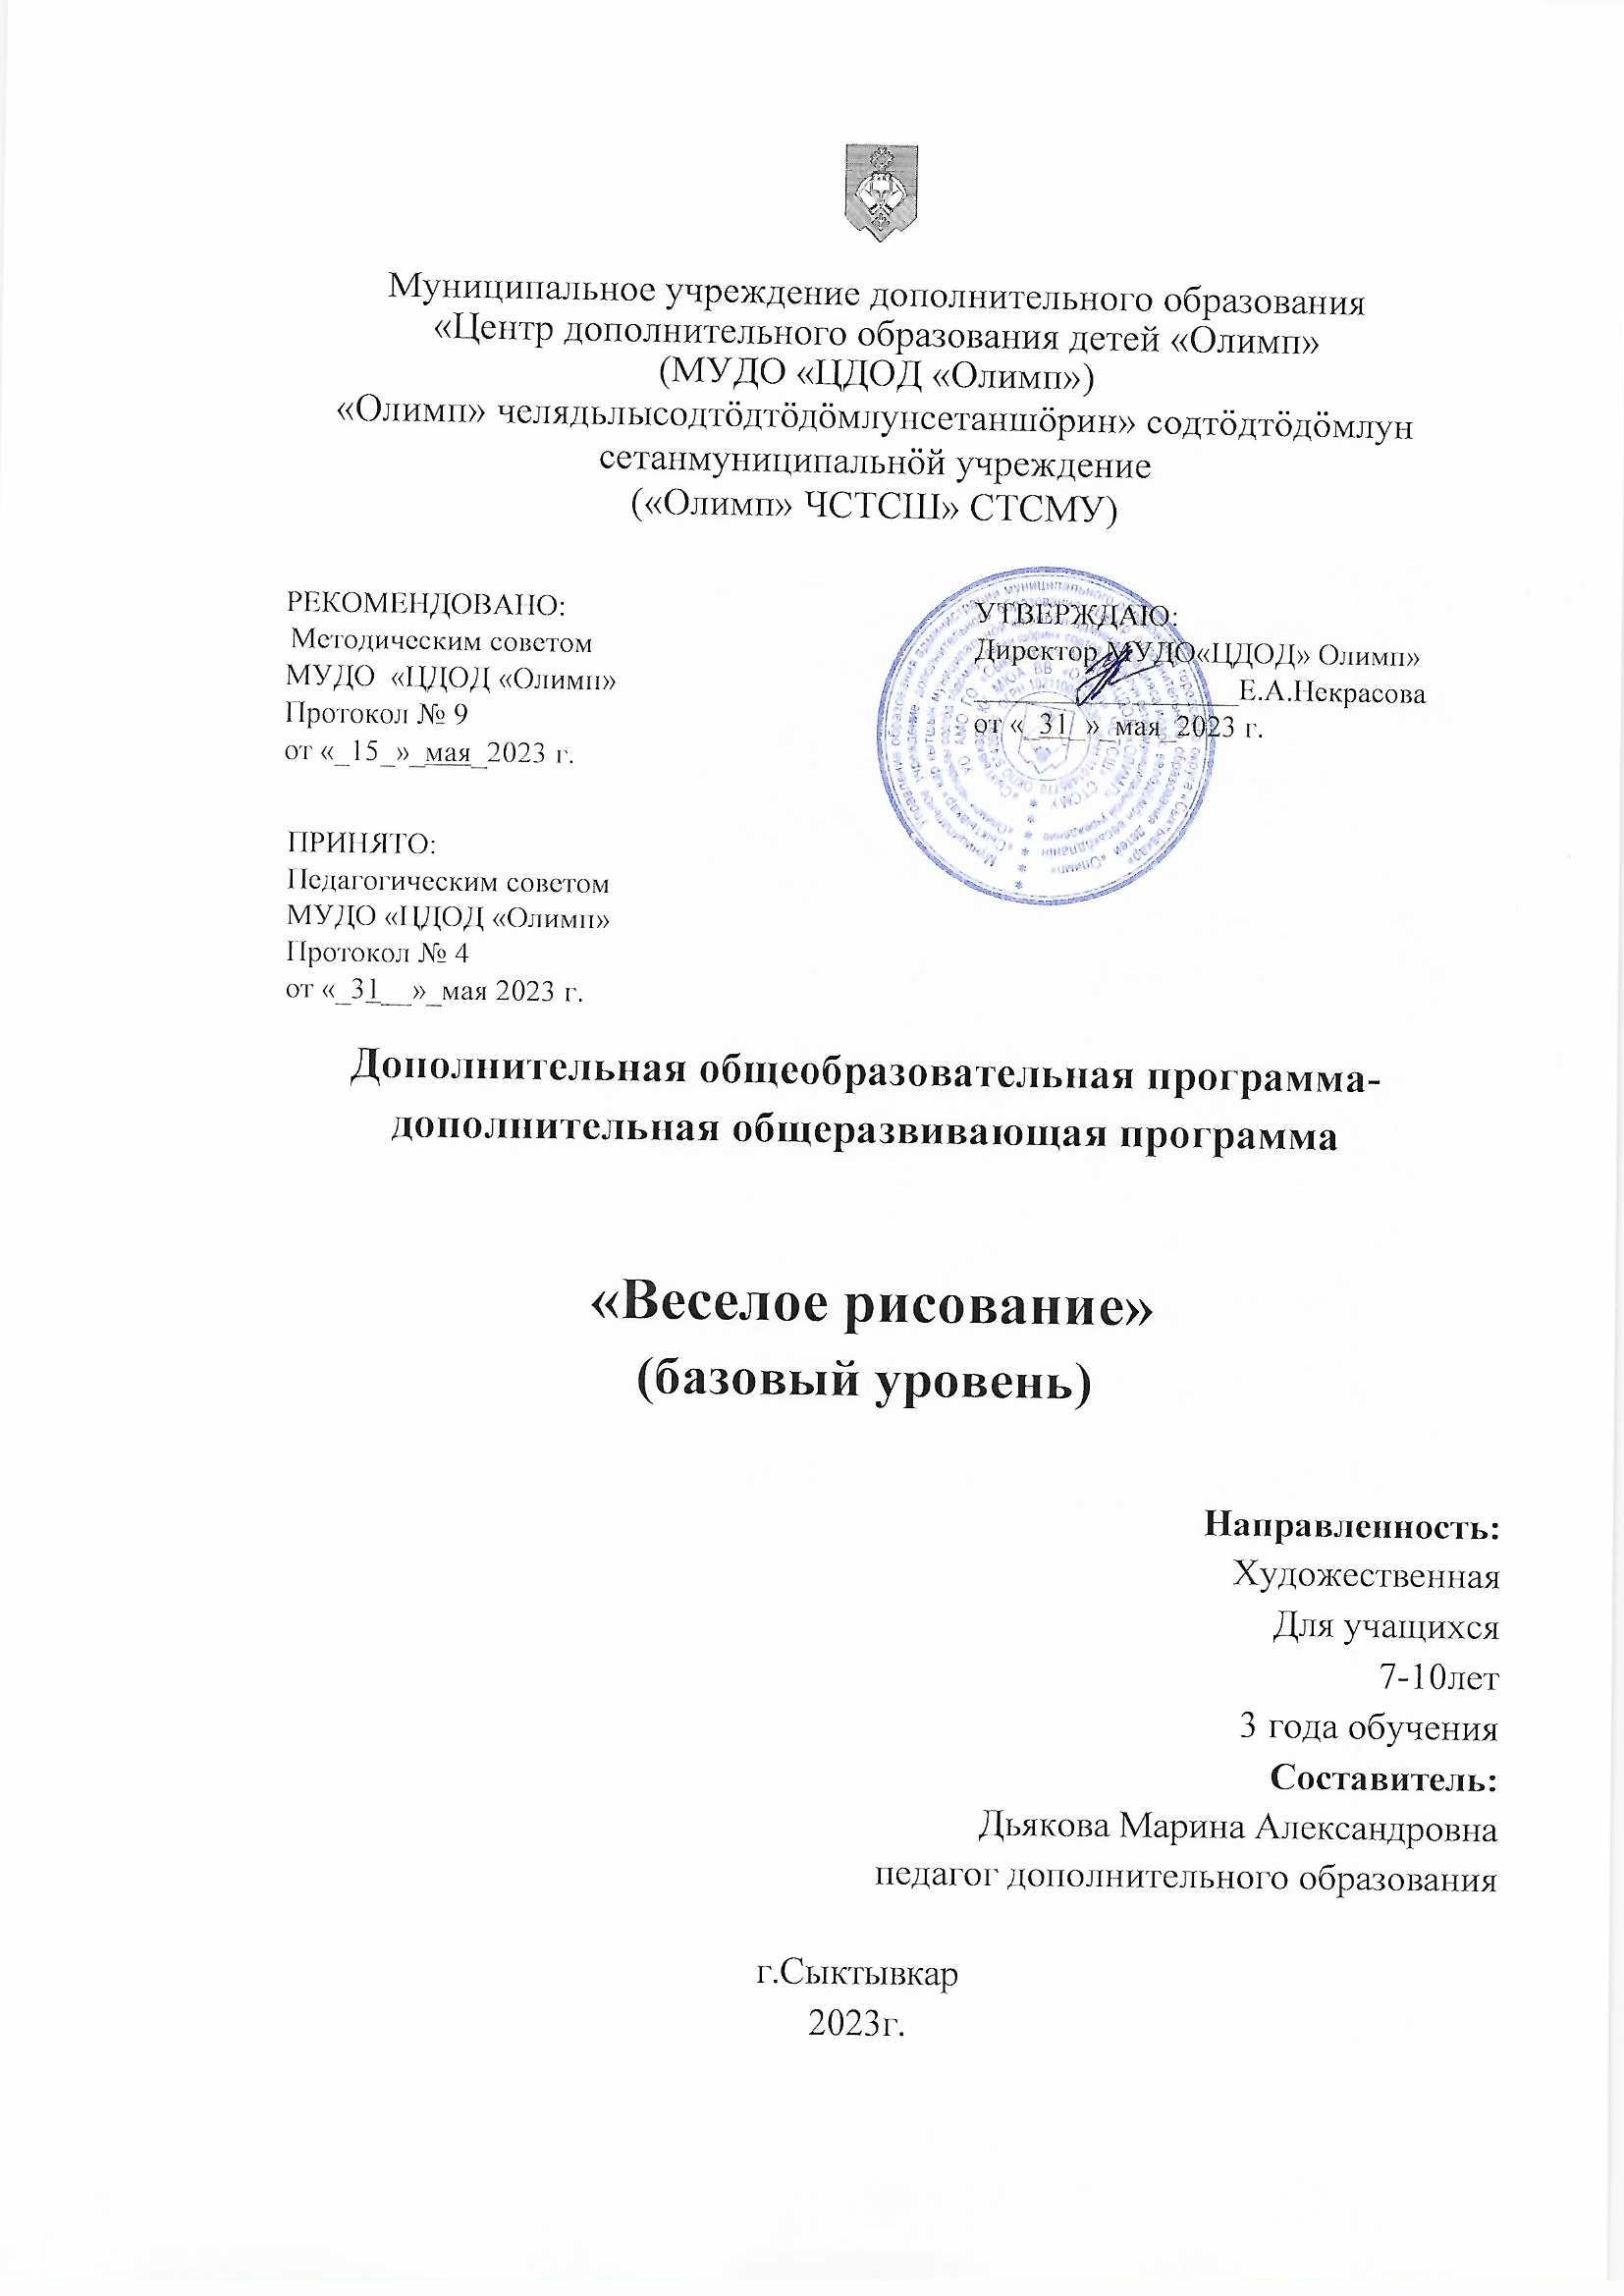 Муниципальное учреждение дополнительного образования
«Центр дополнительного образования детей «Олимп»
(МУДО «ЦДОД «Олимп»)
«Олимп» челядьлысодтӧдтӧдӧмлунсетаншӧрин» содтӧдтӧдӧмлун
сетанмуниципальнӧй учреждение
(«Олимп» ЧСТСШ» СТСМУ)
РЕКОМЕНДОВАНО:
Методическим советом
МУДО «ЦДОД «Олимп»
Протокол № 9
от «_15_»_мая_2023 г.
УТВЕРЖДАЮ:
Директор МУДО«ЦДОД» Олимп»
__________________Е.А.Некрасова
от «_31_»_мая_2023 г.
ПРИНЯТО:
Педагогическим советом
МУДО «ЦДОД «Олимп»
Протокол № 4
от «_31__»_мая 2023 г.
Дополнительная общеобразовательная программа-
дополнительная общеразвивающая программа
«Веселое рисование»
(базовый уровень)
Направленность:
Художественная
Для учащихся
7-10лет
3 года обучения
Составитель:
Дьякова Марина Александровна
педагог дополнительного образования
г.Сыктывкар
2023г.